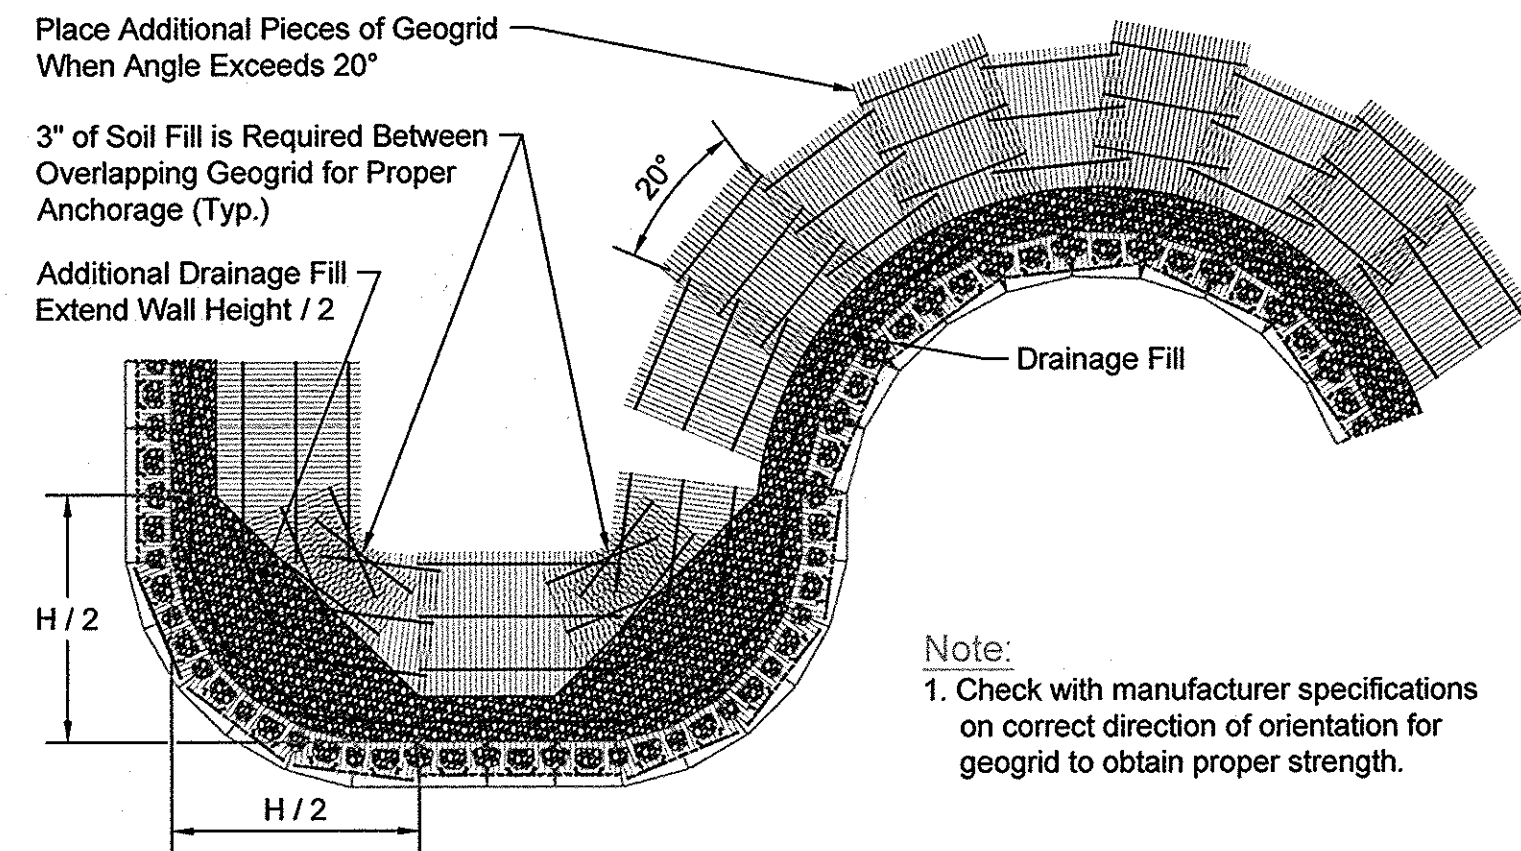 Place Additional Pieces of Geogrid
When Angle Exceeds 20°
3" of Soil Fill is Required Between
Overlapping Geogrid for Proper
Anchorage (Typ.)
Additional Drainage Fill
Extend Wall Height / 2
20°
Drainage Fill
H / 2
H / 2
Note:
1. Check with manufacturer specifications
on correct direction of orientation for
geogrid to obtain proper strength.